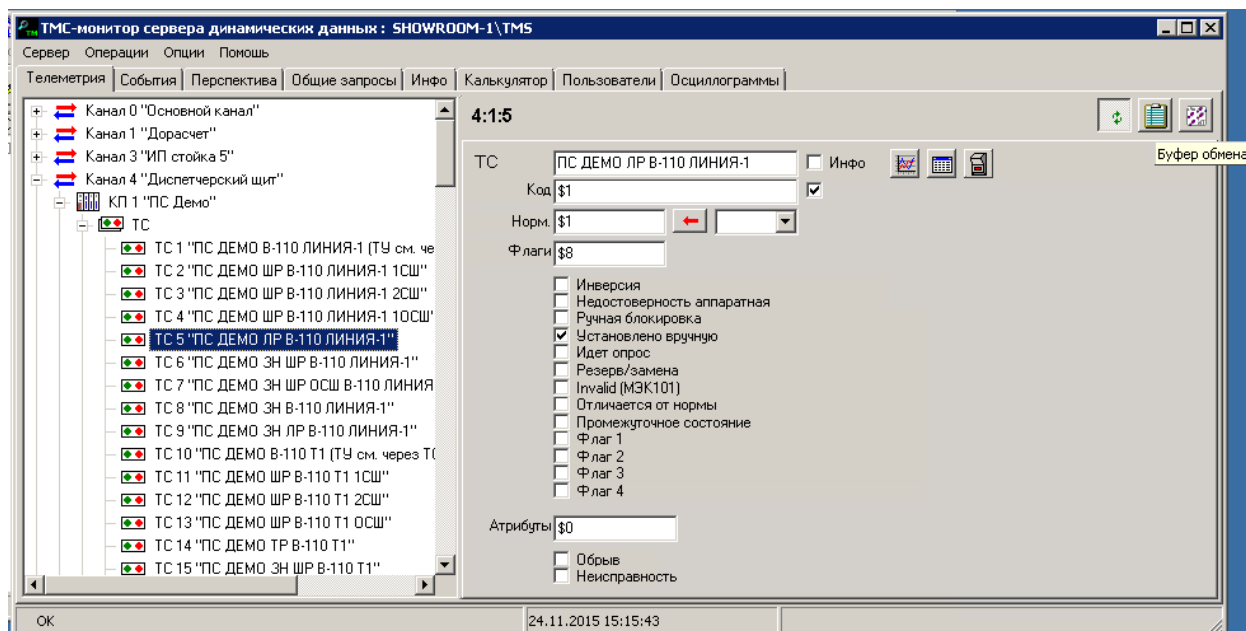 ТМС-монитор сервера динамических данных : SHOWROOM-1\TMS
Сервер Операции Опции Помошь
Телеметрия События Перспектива Общие запросы Инфо Калькулятор Пользователи Осциллограммы
Канал 0 "Основной канал"
Канал 1 "Дорасчет"
Канал 3 "ИП стойка 5"
Канал 4 "Диспетчерский щит"
КП 1 "ПС Демо"
ТС
ТС 1 "ПС ДЕМО В-110 ЛИНИЯ-1 (ТУ см. че
ТС 2 "ПС ДЕМО ШР В-110 ЛИНИЯ-1 1СШ"
ТС 3 "ПС ДЕМО ШР В-110 ЛИНИЯ-1 2СШ"
ТС 4 "ПС ДЕМО ШР В-110 ЛИНИЯ-1 1ОСШ"
ТС 5 "ПС ДЕМО ЛР В-110 ЛИНИЯ-1"
ТС 6 "ПС ДЕМО ЗН ШР В-110 ЛИНИЯ-1"
ТС 7 "ПС ДЕМО ЗН ШР ОСШ В-110 ЛИНИЯ
ТС 8 "ПС ДЕМО ЗН В-110 ЛИНИЯ-1"
ТС 9 "ПС ДЕМО ЗН ЛР В-110 ЛИНИЯ-1"
ТС 10 "ПС ДЕМО В-110 Т1 (ТУ см. через ТС
ТС 11 "ПС ДЕМО ШР В-110 Т1 1СШ"
ТС 12 "ПС ДЕМО ШР В-110 Т1 2СШ"
ТС 13 "ПС ДЕМО ШР В-110 Т1 ОСШ"
ТС 14 "ПС ДЕМО ТР В-110 Т1"
ТС 15 "ПС ДЕМО ЗН ШР В-110 Т1"
4:1:5
Буфер обмена
ТС ПС ДЕМО ЛР В-110 ЛИНИЯ-1 Инфо
Код $1
Норм. $1
Флаги $8
Инверсия
Недостоверность аппаратная
Ручная блокировка
Установлено вручную
Идет опрос
Резерв/замена
Invalid (МЭК101)
Отличается от нормы
Промежуточное состояние
Флаг 1
Флаг 2
Флаг 3
Флаг 4
Атрибуты $0
Обрыв
Неисправность
OK 24.11.2015 15:15:43